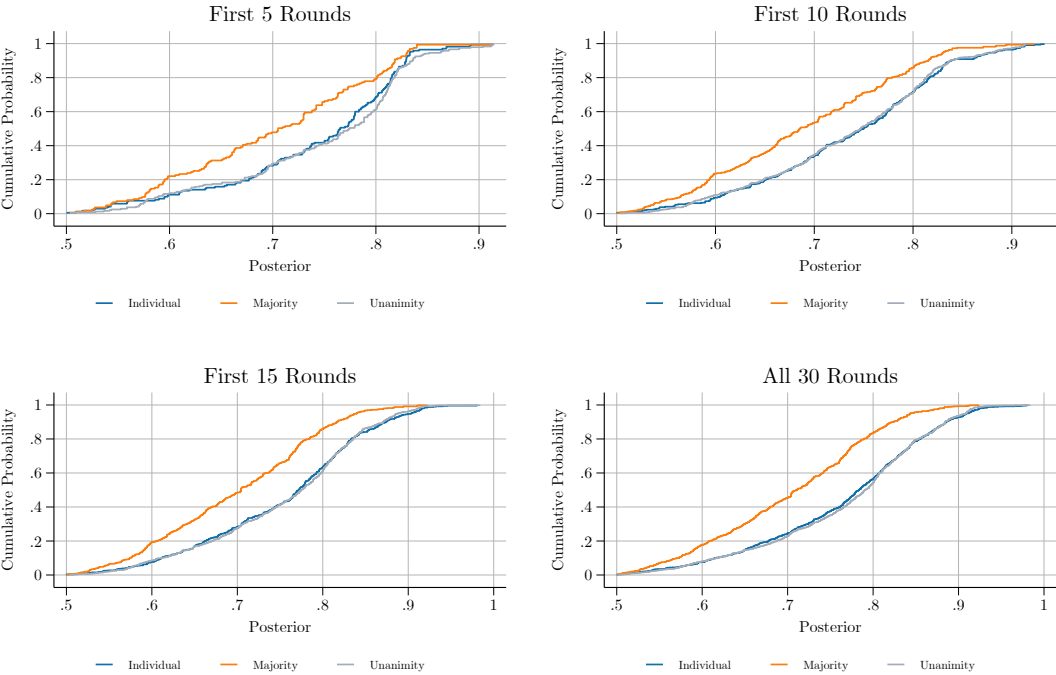 First 5 Rounds
Cumulative Probability
1
.8
.6
.4
.2
0
.5 .6 .7 .8 .9
Posterior
Individual Majority Unanimity
First 10 Rounds
Cumulative Probability
1
.8
.6
.4
.2
0
.5 .6 .7 .8 .9
Posterior
Individual Majority Unanimity
First 15 Rounds
Cumulative Probability
1
.8
.6
.4
.2
0
.5 .6 .7 .8 .9 1
Posterior
Individual Majority Unanimity
All 30 Rounds
Cumulative Probability
1
.8
.6
.4
.2
0
.5 .6 .7 .8 .9 1
Posterior
Individual Majority Unanimity